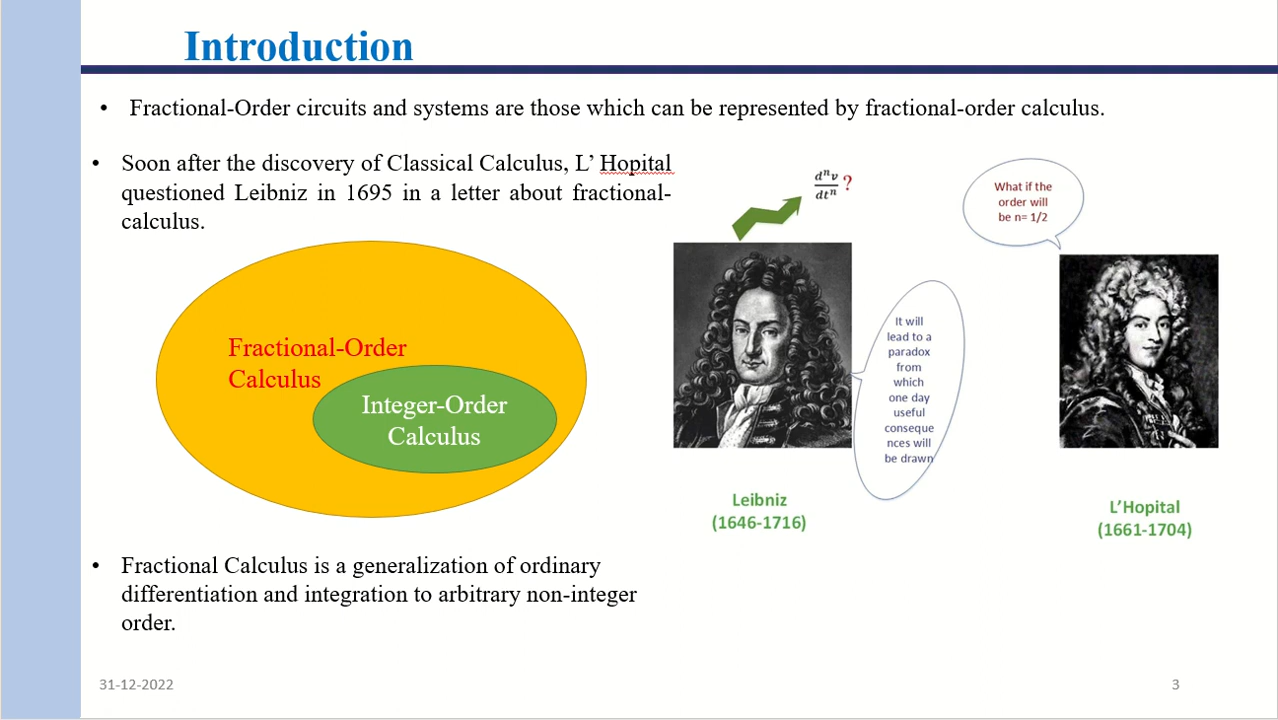 Introduction
• Fractional-Order circuits and systems are those which can be represented by fractional-order calculus.
• Soon after the discovery of Classical Calculus, L’ Hopital
questioned Leibniz in 1695 in a letter about fractional-
calculus.
Fractional-Order
Calculus
Integer-Order
Calculus
dⁿv
dtⁿ
?
What if the
order will
be n= 1/2
It will
lead to a
paradox
from
which
one day
useful
conseque
nces will
be drawn
Leibniz
(1646-1716)
L’Hopital
(1661-1704)
• Fractional Calculus is a generalization of ordinary
differentiation and integration to arbitrary non-integer
order.
31-12-2022
3